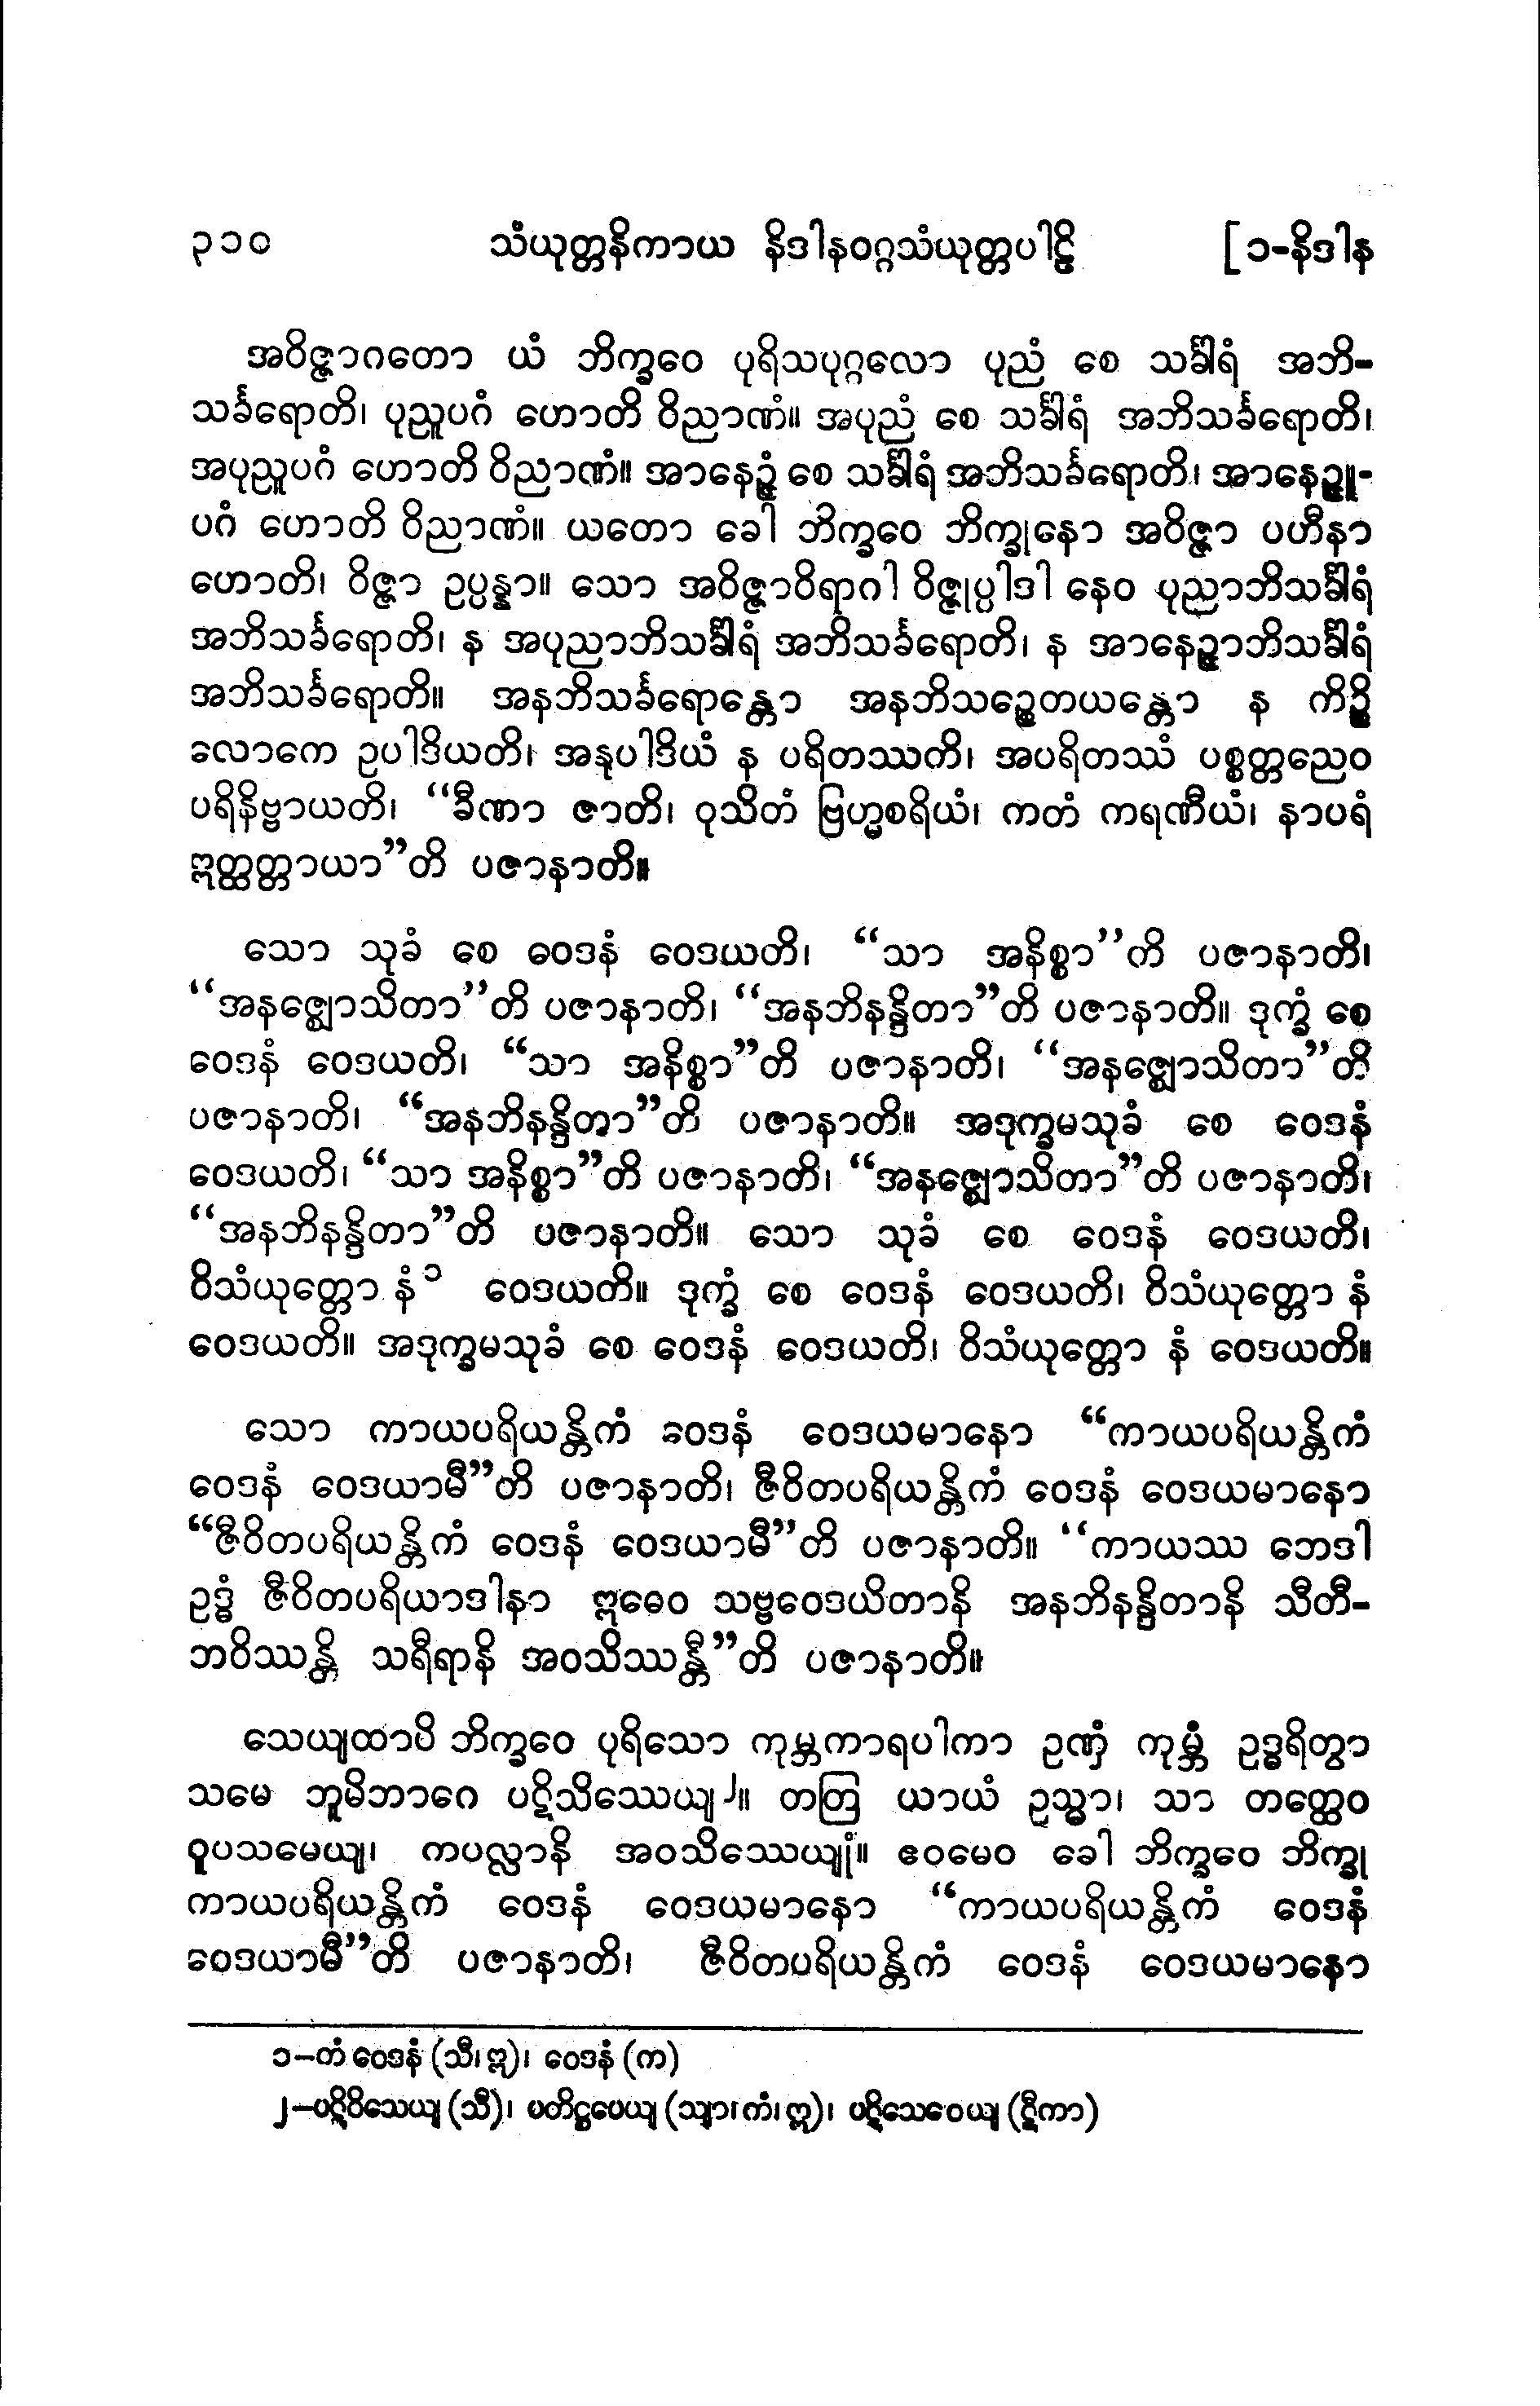 ၃၁၀ သံယုတ္တနိကာယ နိဒါနဝဂ္ဂသံယုတ္တပါဠိ [၁-နိဒါန
အဝိဇ္ဇာဂတော ယံ ဘိက္ခဝေ ပုရိသပုဂ္ဂလော ပုညံ စေ သင်္ခါရံ အဘိ-
သင်္ခရောတိ၊ ပုညူပဂံ ဟောတိ ဝိညာဏံ။ အပုညံ စေ သင်္ခါရံ အဘိသင်္ခရောတိ၊
အပုညူပဂံ ဟောတိ ဝိညာဏံ။ အာနေဉ္ဇံ စေ သင်္ခါရံ အဘိသင်္ခရောတိ၊ အာနေဉ္ဇူ-
ပဂံ ဟောတိ ဝိညာဏံ။ ယတော ခေါ ဘိက္ခဝေ ဘိက္ခုနော အဝိဇ္ဇာ ပဟီနာ
ဟောတိ၊ ဝိဇ္ဇာ ဥပ္ပန္နာ။ သော အဝိဇ္ဇာဝိရာဂါ ဝိဇ္ဇုပ္ပါဒါ နေဝ ပုညာဘိသင်္ခါရံ
အဘိသင်္ခရောတိ၊ န အပုညာဘိသင်္ခါရံ အဘိသင်္ခရောတိ၊ န အာနေဉ္ဇာဘိသင်္ခါရံ
အဘိသင်္ခရောတိ။ အနဘိသင်္ခရောန္တော အနဘိသဉ္စေတယန္တော န ကိဉ္စိ
လောကေ ဥပါဒိယတိ၊ အနုပါဒိယံ န ပရိတဿတိ၊ အပရိတဿံ ပစ္စတ္တညေဝ
ပရိနိဗ္ဗာယတိ၊ “ခီဏာ ဇာတိ၊ ဝုသိတံ ဗြဟ္မစရိယံ၊ ကတံ ကရဏီယံ၊ နာပရံ
ဣတ္ထတ္တာယာ”တိ ပဇာနာတိ။
သော သုခံ စေ ဝေဒနံ ဝေဒယတိ၊ “သာ အနိစ္စာ”တိ ပဇာနာတိ၊
“အနဇ္ဈောသိတာ”တိ ပဇာနာတိ၊ “အနဘိနန္ဒိတာ”တိ ပဇာနာတိ။ ဒုက္ခံ စေ
ဝေဒနံ ဝေဒယတိ၊ “သာ အနိစ္စာ”တိ ပဇာနာတိ၊ “အနဇ္ဈောသိတာ”တိ
ပဇာနာတိ၊ “အနဘိနန္ဒိတာ”တိ ပဇာနာတိ။ အဒုက္ခမသုခံ စေ ဝေဒနံ
ဝေဒယတိ၊ “သာ အနိစ္စာ”တိ ပဇာနာတိ၊ “အနဇ္ဈောသိတာ”တိ ပဇာနာတိ၊
“အနဘိနန္ဒိတာ”တိ ပဇာနာတိ။ သော သုခံ စေ ဝေဒနံ ဝေဒယတိ၊
ဝိသံယုတ္တော နံ၁ ဝေဒယတိ။ ဒုက္ခံ စေ ဝေဒနံ ဝေဒယတိ၊ ဝိသံယုတ္တော နံ
ဝေဒယတိ။ အဒုက္ခမသုခံ စေ ဝေဒနံ ဝေဒယတိ၊ ဝိသံယုတ္တော နံ ဝေဒယတိ။
သော ကာယပရိယန္တိကံ ဝေဒနံ ဝေဒယမာနော “ကာယပရိယန္တိကံ
ဝေဒနံ ဝေဒယာမီ”တိ ပဇာနာတိ၊ ဇီဝိတပရိယန္တိကံ ဝေဒနံ ဝေဒယမာနော
“ဇီဝိတပရိယန္တိကံ ဝေဒနံ ဝေဒယာမီ”တိ ပဇာနာတိ။ “ကာယဿ ဘေဒါ
ဥဒ္ဓံ ဇီဝိတပရိယာဒါနာ ဣဓေဝ သဗ္ဗဝေဒယိတာနိ အနဘိနန္ဒိတာနိ သီတီ-
ဘဝိဿန္တိ သရီရာနိ အဝသိဿန္တီ”တိ ပဇာနာတိ။
သေယျထာပိ ဘိက္ခဝေ ပုရိသော ကုမ္ဘကာရပါကာ ဥဏှံ ကုမ္ဘံ ဥဒ္ဓရိတွာ
သမေ ဘူမိဘာဂေ ပဋိသိဿေယျ၂။ တတြ ယာယံ ဥသ္မာ၊ သာ တတ္ထေဝ
ဝူပသမေယျ၊ ကပလ္လာနိ အဝသိဿေယျုံ။ ဧဝမေဝ ခေါ ဘိက္ခဝေ ဘိက္ခု
ကာယပရိယန္တိကံ ဝေဒနံ ဝေဒယမာနော “ကာယပရိယန္တိကံ ဝေဒနံ
ဝေဒယာမီ”တိ ပဇာနာတိ၊ ဇီဝိတပရိယန္တိကံ ဝေဒနံ ဝေဒယမာနော
၁-တံ ဝေဒနံ (သီ၊ ဣ)၊ ဝေဒနံ (က)
၂-ပဋိဝိသေယျ (သီ)၊ ပတိဋ္ဌပေယျ (သျာ၊ ကံ၊ ဣ)၊ ပဋိသေဝေယျ (ဋီကာ)